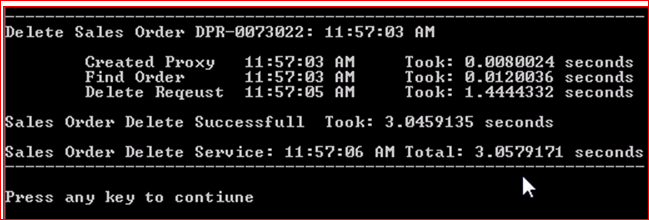 Delete Sales Order DPR-0073022: 11:57:03 AM
Created Proxy 11:57:03 AM Took: 0.0080024 seconds
Find Order 11:57:03 AM Took: 0.0120036 seconds
Delete Reqeust 11:57:05 AM Took: 1.4444332 seconds
Sales Order Delete Successfull Took: 3.0459135 seconds
Sales Order Delete Service: 11:57:06 AM Total: 3.0579171 seconds
Press any key to contiune